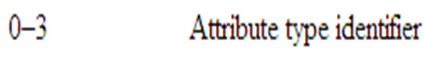 0–3 Attribute type identifier